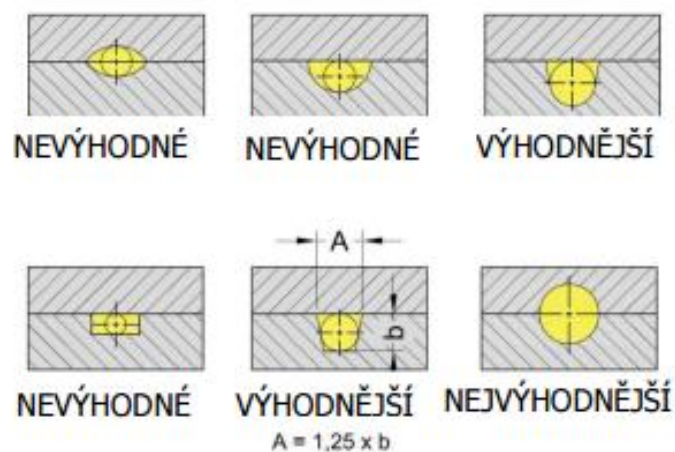 NEVÝHODNÉ NEVÝHODNÉ VÝHODNĚJŠÍ
A
b
NEVÝHODNÉ VÝHODNĚJŠÍ NEJVÝHODNĚJŠÍ
A = 1,25 x b